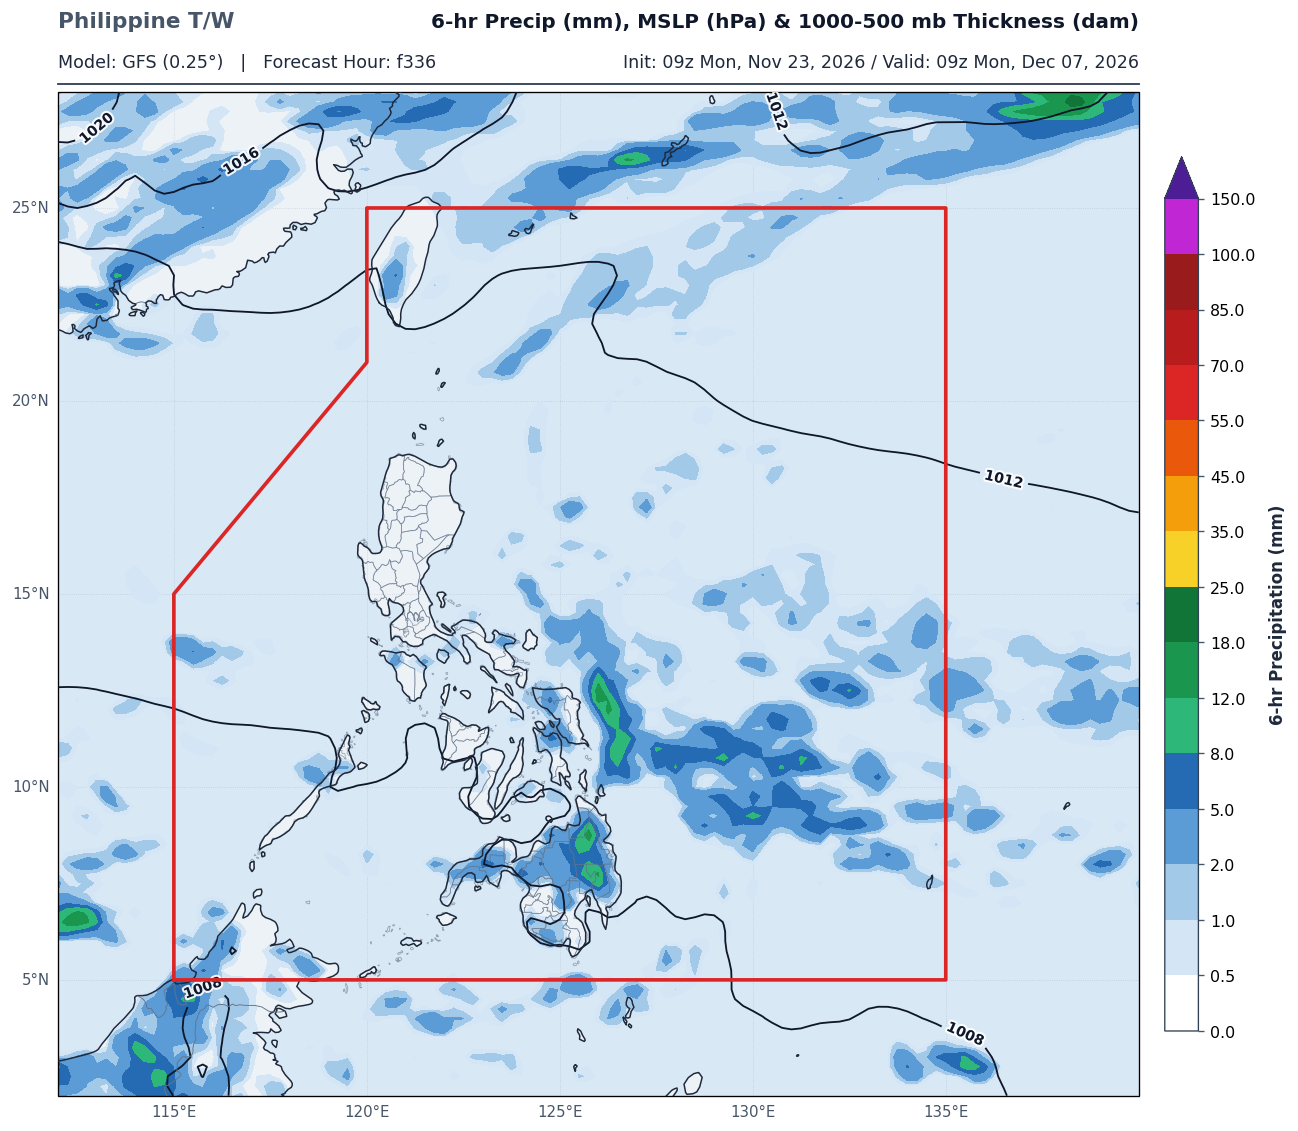 Philippine T/W
6-hr Precip (mm), MSLP (hPa) & 1000-500 mb Thickness (dam)
Model: GFS (0.25°) | Forecast Hour: f336
Init: 09z Mon, Nov 23, 2026 / Valid: 09z Mon, Dec 07, 2026
1020
1016
1012
1012
1008
1008
25°N
20°N
15°N
10°N
5°N
115°E
120°E
125°E
130°E
135°E
150.0
100.0
85.0
70.0
55.0
45.0
35.0
25.0
18.0
12.0
8.0
5.0
2.0
1.0
0.5
0.0
6-hr Precipitation (mm)